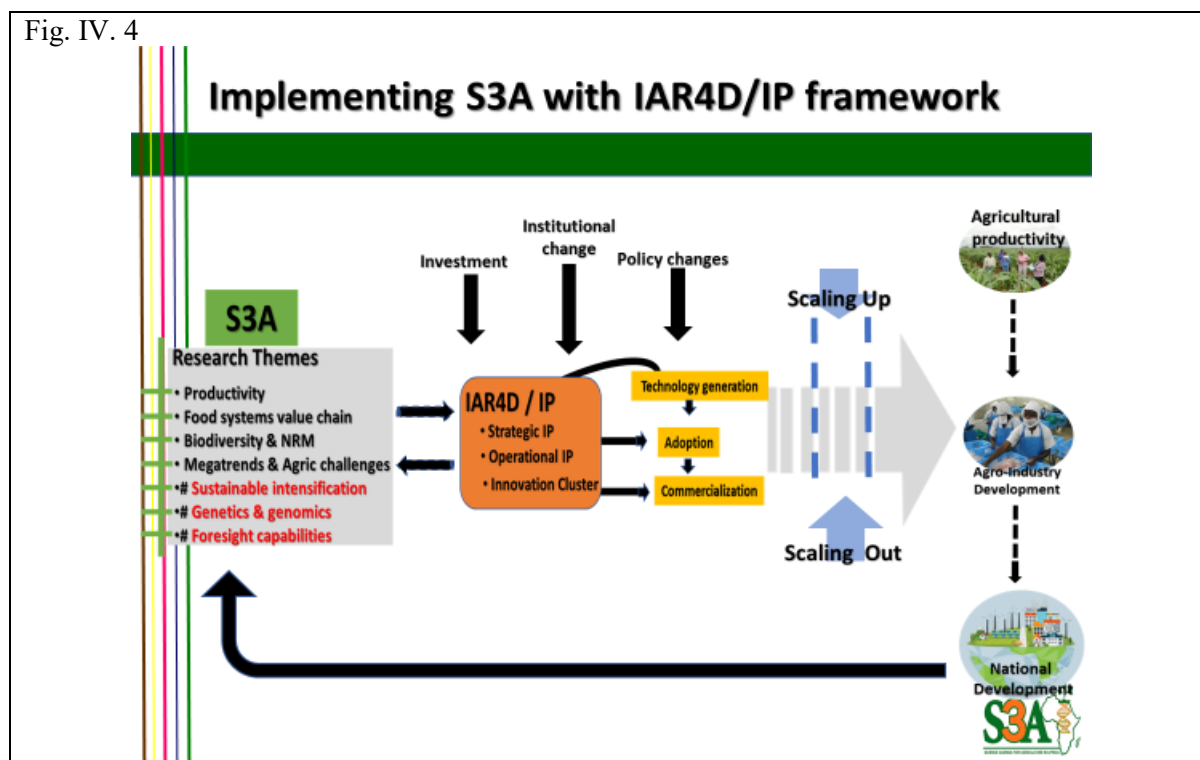 Fig. IV. 4
Implementing S3A with IAR4D/IP framework
Investment
Institutional
change
Policy changes
S3A
Research Themes
• Productivity
• Food systems value chain
• Biodiversity & NRM
• Megatrends & Agric challenges
•# Sustainable intensification
•# Genetics & genomics
•# Foresight capabilities
IAR4D / IP
• Strategic IP
• Operational IP
• Innovation Cluster
Technology generation
Adoption
Commercialization
Scaling Up
Scaling Out
Agricultural
productivity
Agro-Industry
Development
National
Development
S3A